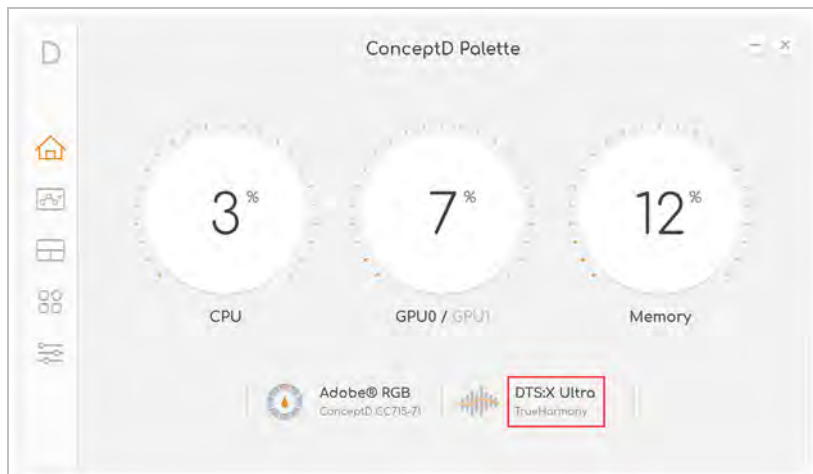 D
ConceptD Palette
3 %
7 %
12 %
CPU
GPU0 / GPU1
Memory
Adobe® RGB
ConceptD CC715-71
DTS:X Ultra
TrueHarmony